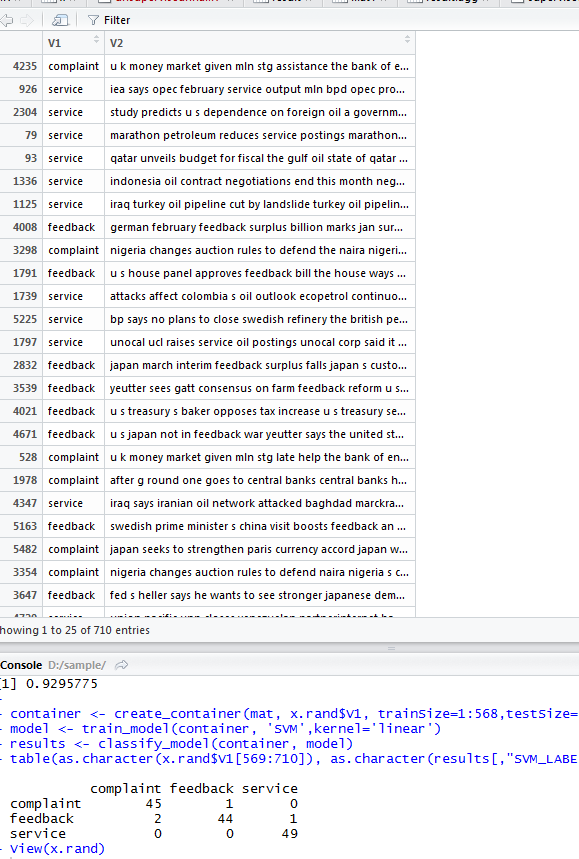 Filter
V1 V2
4235 complaint u k money market given mln stg assistance the bank of e...
926 service iea says opec february service output mln bpd opec pro...
2304 service study predicts u s dependence on foreign oil a governm...
79 service marathon petroleum reduces service postings marathon...
93 service qatar unveils budget for fiscal the gulf oil state of qatar ...
1336 service indonesia oil contract negotiations end this month neg...
1125 service iraq turkey oil pipeline cut by landslide turkey oil pipelin...
4008 feedback german february feedback surplus billion marks jan sur...
3298 complaint nigeria changes auction rules to defend the naira nigeri...
1791 feedback u s house panel approves feedback bill the house ways ...
1739 service attacks affect colombia s oil outlook ecopetrol continuo...
5225 service bp says no plans to close swedish refinery the british pe...
1797 service unocal ucl raises service oil postings unocal corp said it ...
2832 feedback japan march interim feedback surplus falls japan s custo...
3539 feedback yeutter sees gatt consensus on farm feedback reform u s...
4021 feedback u s treasury s baker opposes tax increase u s treasury se...
4671 feedback u s japan not in feedback war yeutter says the united st...
528 complaint u k money market given mln stg late help the bank of en...
1978 complaint after g round one goes to central banks central banks h...
4347 service iraq says iranian oil network attacked baghdad marckra...
5163 feedback swedish prime minister s china visit boosts feedback an ...
5482 complaint japan seeks to strengthen paris currency accord japan w...
3354 complaint nigeria changes auction rules to defend naira nigeria s c...
3647 feedback fed s heller says he wants to see stronger japanese dem...
howing 1 to 25 of 710 entries
Console D:/sample/
[1] 0.9295775
container <- create_container(mat, x.rand$V1, trainSize=1:568,testSize=
model <- train_model(container, 'SVM',kernel='linear')
results <- classify_model(container, model)
table(as.character(x.rand$V1[569:710]), as.character(results[,"SVM_LABE
complaint feedback service
complaint 45 1 0
feedback 2 44 1
service 0 0 49
View(x.rand)